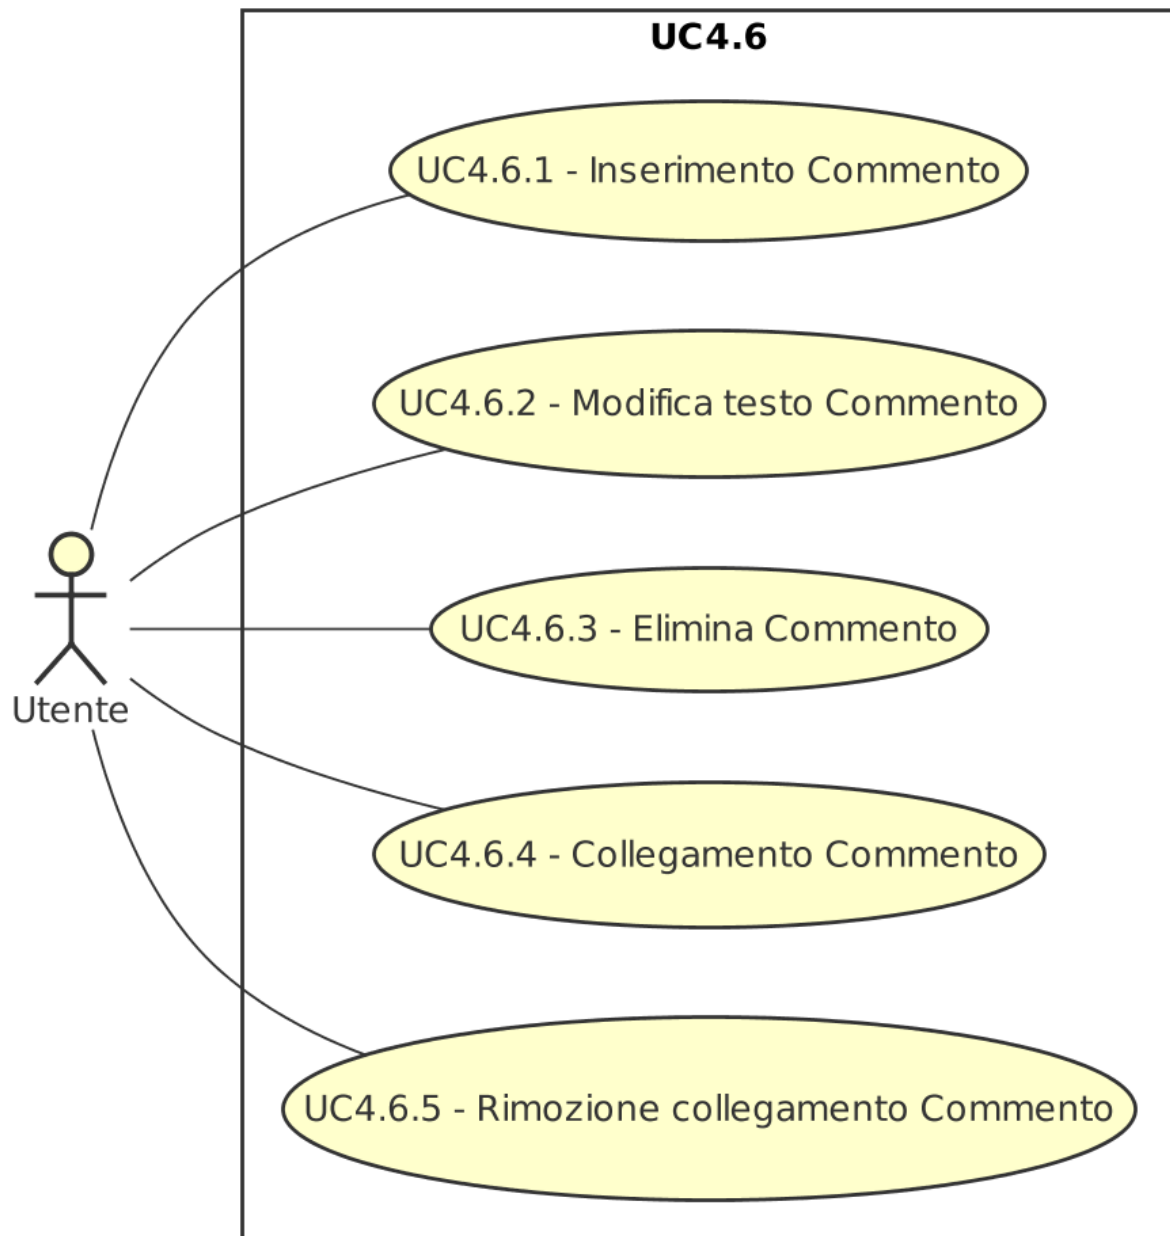 UC4.6
UC4.6.1 - Inserimento Commento
UC4.6.2 - Modifica testo Commento
UC4.6.3 - Elimina Commento
Utente
UC4.6.4 - Collegamento Commento
UC4.6.5 - Rimozione collegamento Commento